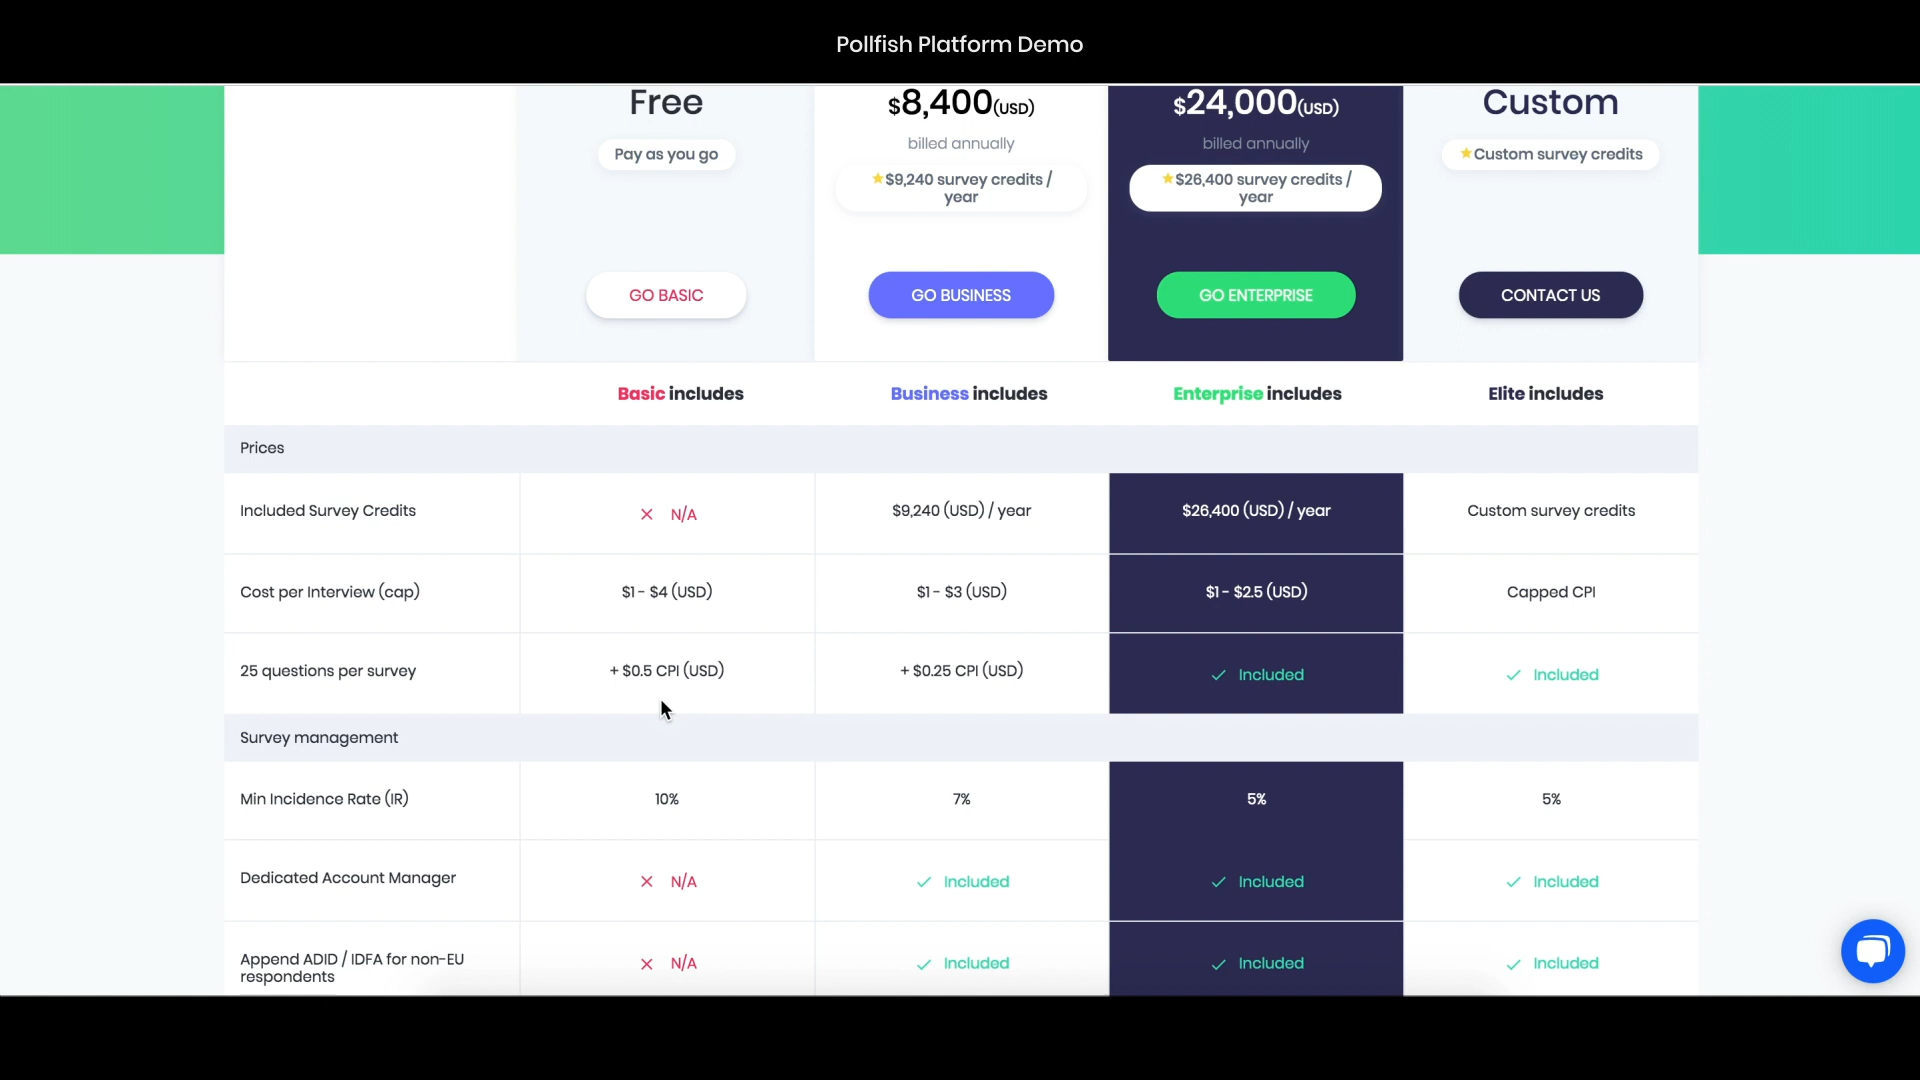 Pollfish Platform Demo
Free
$8,400(USD)
$24,000(USD)
Custom
Pay as you go
billed annually
billed annually
Custom survey credits
$9,240 survey credits /
year
$26,400 survey credits /
year
GO BASIC
GO BUSINESS
GO ENTERPRISE
CONTACT US
Basic includes
Business includes
Enterprise includes
Elite includes
Prices
Included Survey Credits
N/A
$9,240 (USD) / year
$26,400 (USD) / year
Custom survey credits
Cost per Interview (cap)
$1 - $4 (USD)
$1 - $3 (USD)
$1 - $2.5 (USD)
Capped CPI
25 questions per survey
+ $0.5 CPI (USD)
+ $0.25 CPI (USD)
Included
Included
Survey management
Min Incidence Rate (IR)
10%
7%
5%
5%
Dedicated Account Manager
N/A
Included
Included
Included
Append ADID / IDFA for non-EU
respondents
N/A
Included
Included
Included